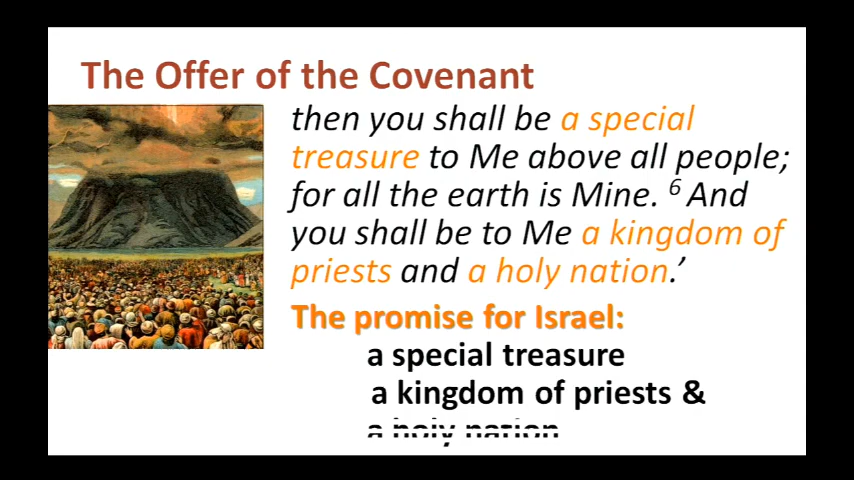 The Offer of the Covenant
then you shall be a special
treasure to Me above all people;
for all the earth is Mine. 6 And
you shall be to Me a kingdom of
priests and a holy nation.’
The promise for Israel:
a special treasure
a kingdom of priests &
a holy nation